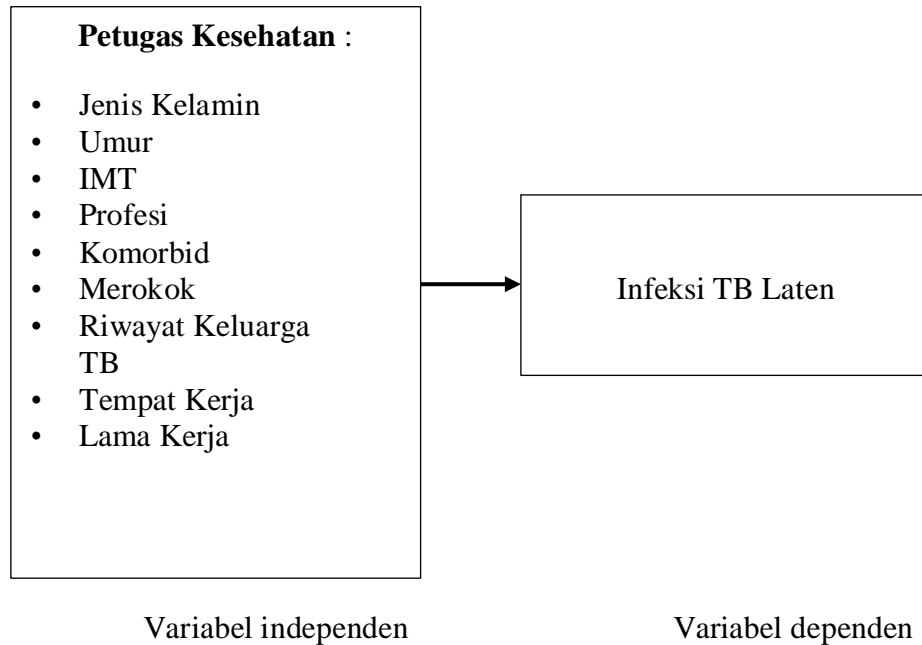 Petugas Kesehatan :
• Jenis Kelamin
• Umur
• IMT
• Profesi
• Komorbid
• Merokok
• Riwayat Keluarga
TB
• Tempat Kerja
• Lama Kerja
Infeksi TB Laten
Variabel independen
Variabel dependen